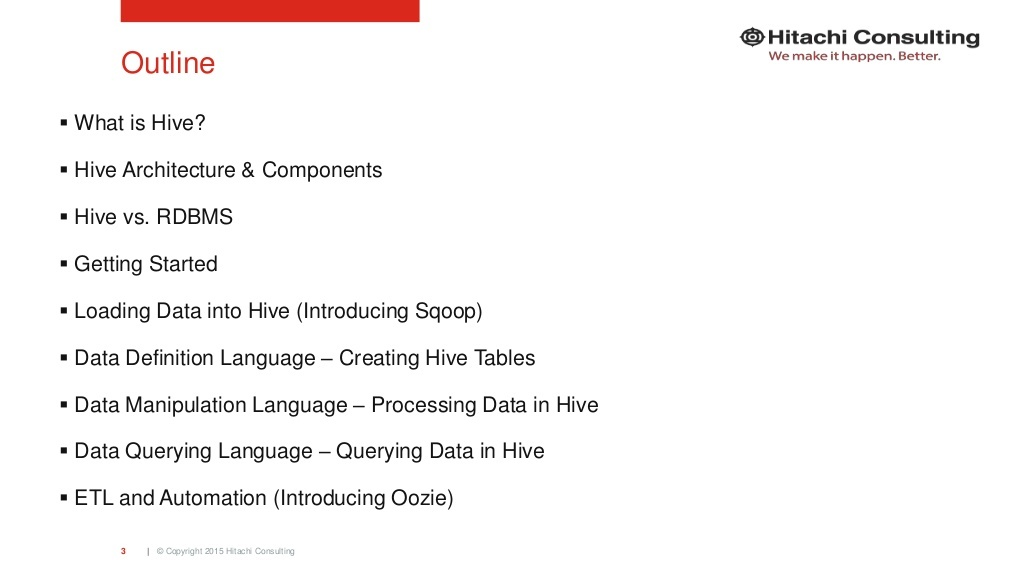 Hitachi Consulting
We make it happen. Better.
Outline
▪ What is Hive?
▪ Hive Architecture & Components
▪ Hive vs. RDBMS
▪ Getting Started
▪ Loading Data into Hive (Introducing Sqoop)
▪ Data Definition Language – Creating Hive Tables
▪ Data Manipulation Language – Processing Data in Hive
▪ Data Querying Language – Querying Data in Hive
▪ ETL and Automation (Introducing Oozie)
3 | © Copyright 2015 Hitachi Consulting